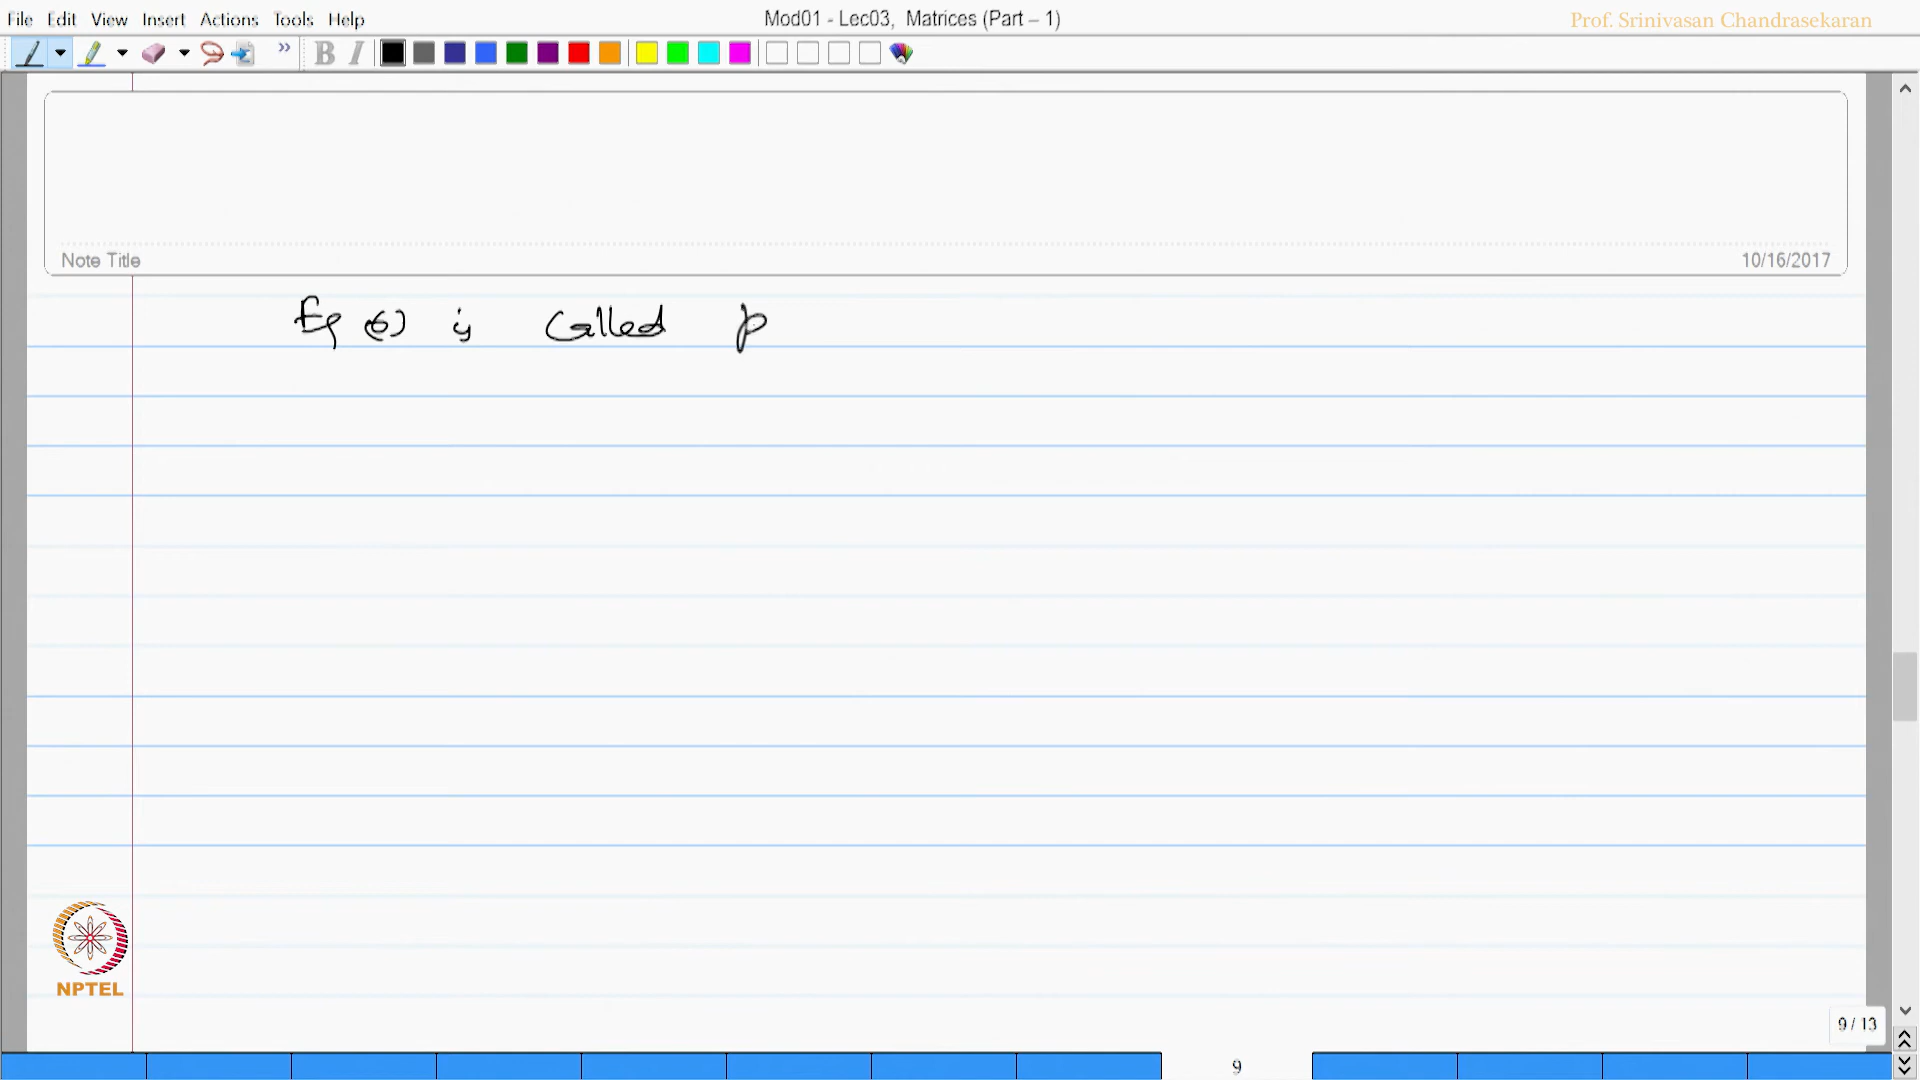 File Edit View Insert Actions Tools Help
Mod01 - Lec03, Matrices (Part – 1)
Prof. Srinivasan Chandrasekaran
B I
Note Title
10/16/2017
Eq (6) is called p
NPTEL
9 / 13
9